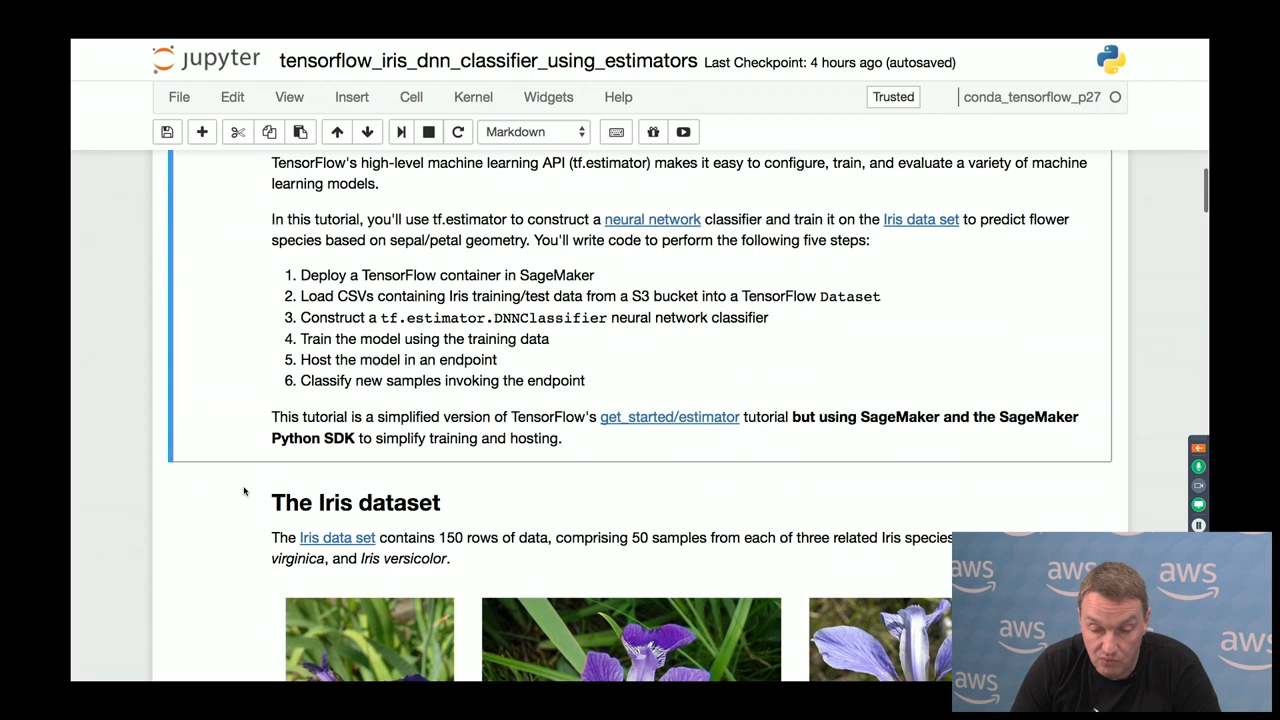 jupyter tensorflow_iris_dnn_classifier_using_estimators Last Checkpoint: 4 hours ago (autosaved)
File Edit View Insert Cell Kernel Widgets Help Trusted conda_tensorflow_p27
Markdown
TensorFlow's high-level machine learning API (tf.estimator) makes it easy to configure, train, and evaluate a variety of machine
learning models.
In this tutorial, you'll use tf.estimator to construct a neural network classifier and train it on the Iris data set to predict flower
species based on sepal/petal geometry. You'll write code to perform the following five steps:
1. Deploy a TensorFlow container in SageMaker
2. Load CSVs containing Iris training/test data from a S3 bucket into a TensorFlow Dataset
3. Construct a tf.estimator.DNNClassifier neural network classifier
4. Train the model using the training data
5. Host the model in an endpoint
6. Classify new samples invoking the endpoint
This tutorial is a simplified version of TensorFlow's get_started/estimator tutorial but using SageMaker and the SageMaker
Python SDK to simplify training and hosting.
The Iris dataset
The Iris data set contains 150 rows of data, comprising 50 samples from each of three related Iris species
virginica, and Iris versicolor.
aws aws aws
aws aws
aws